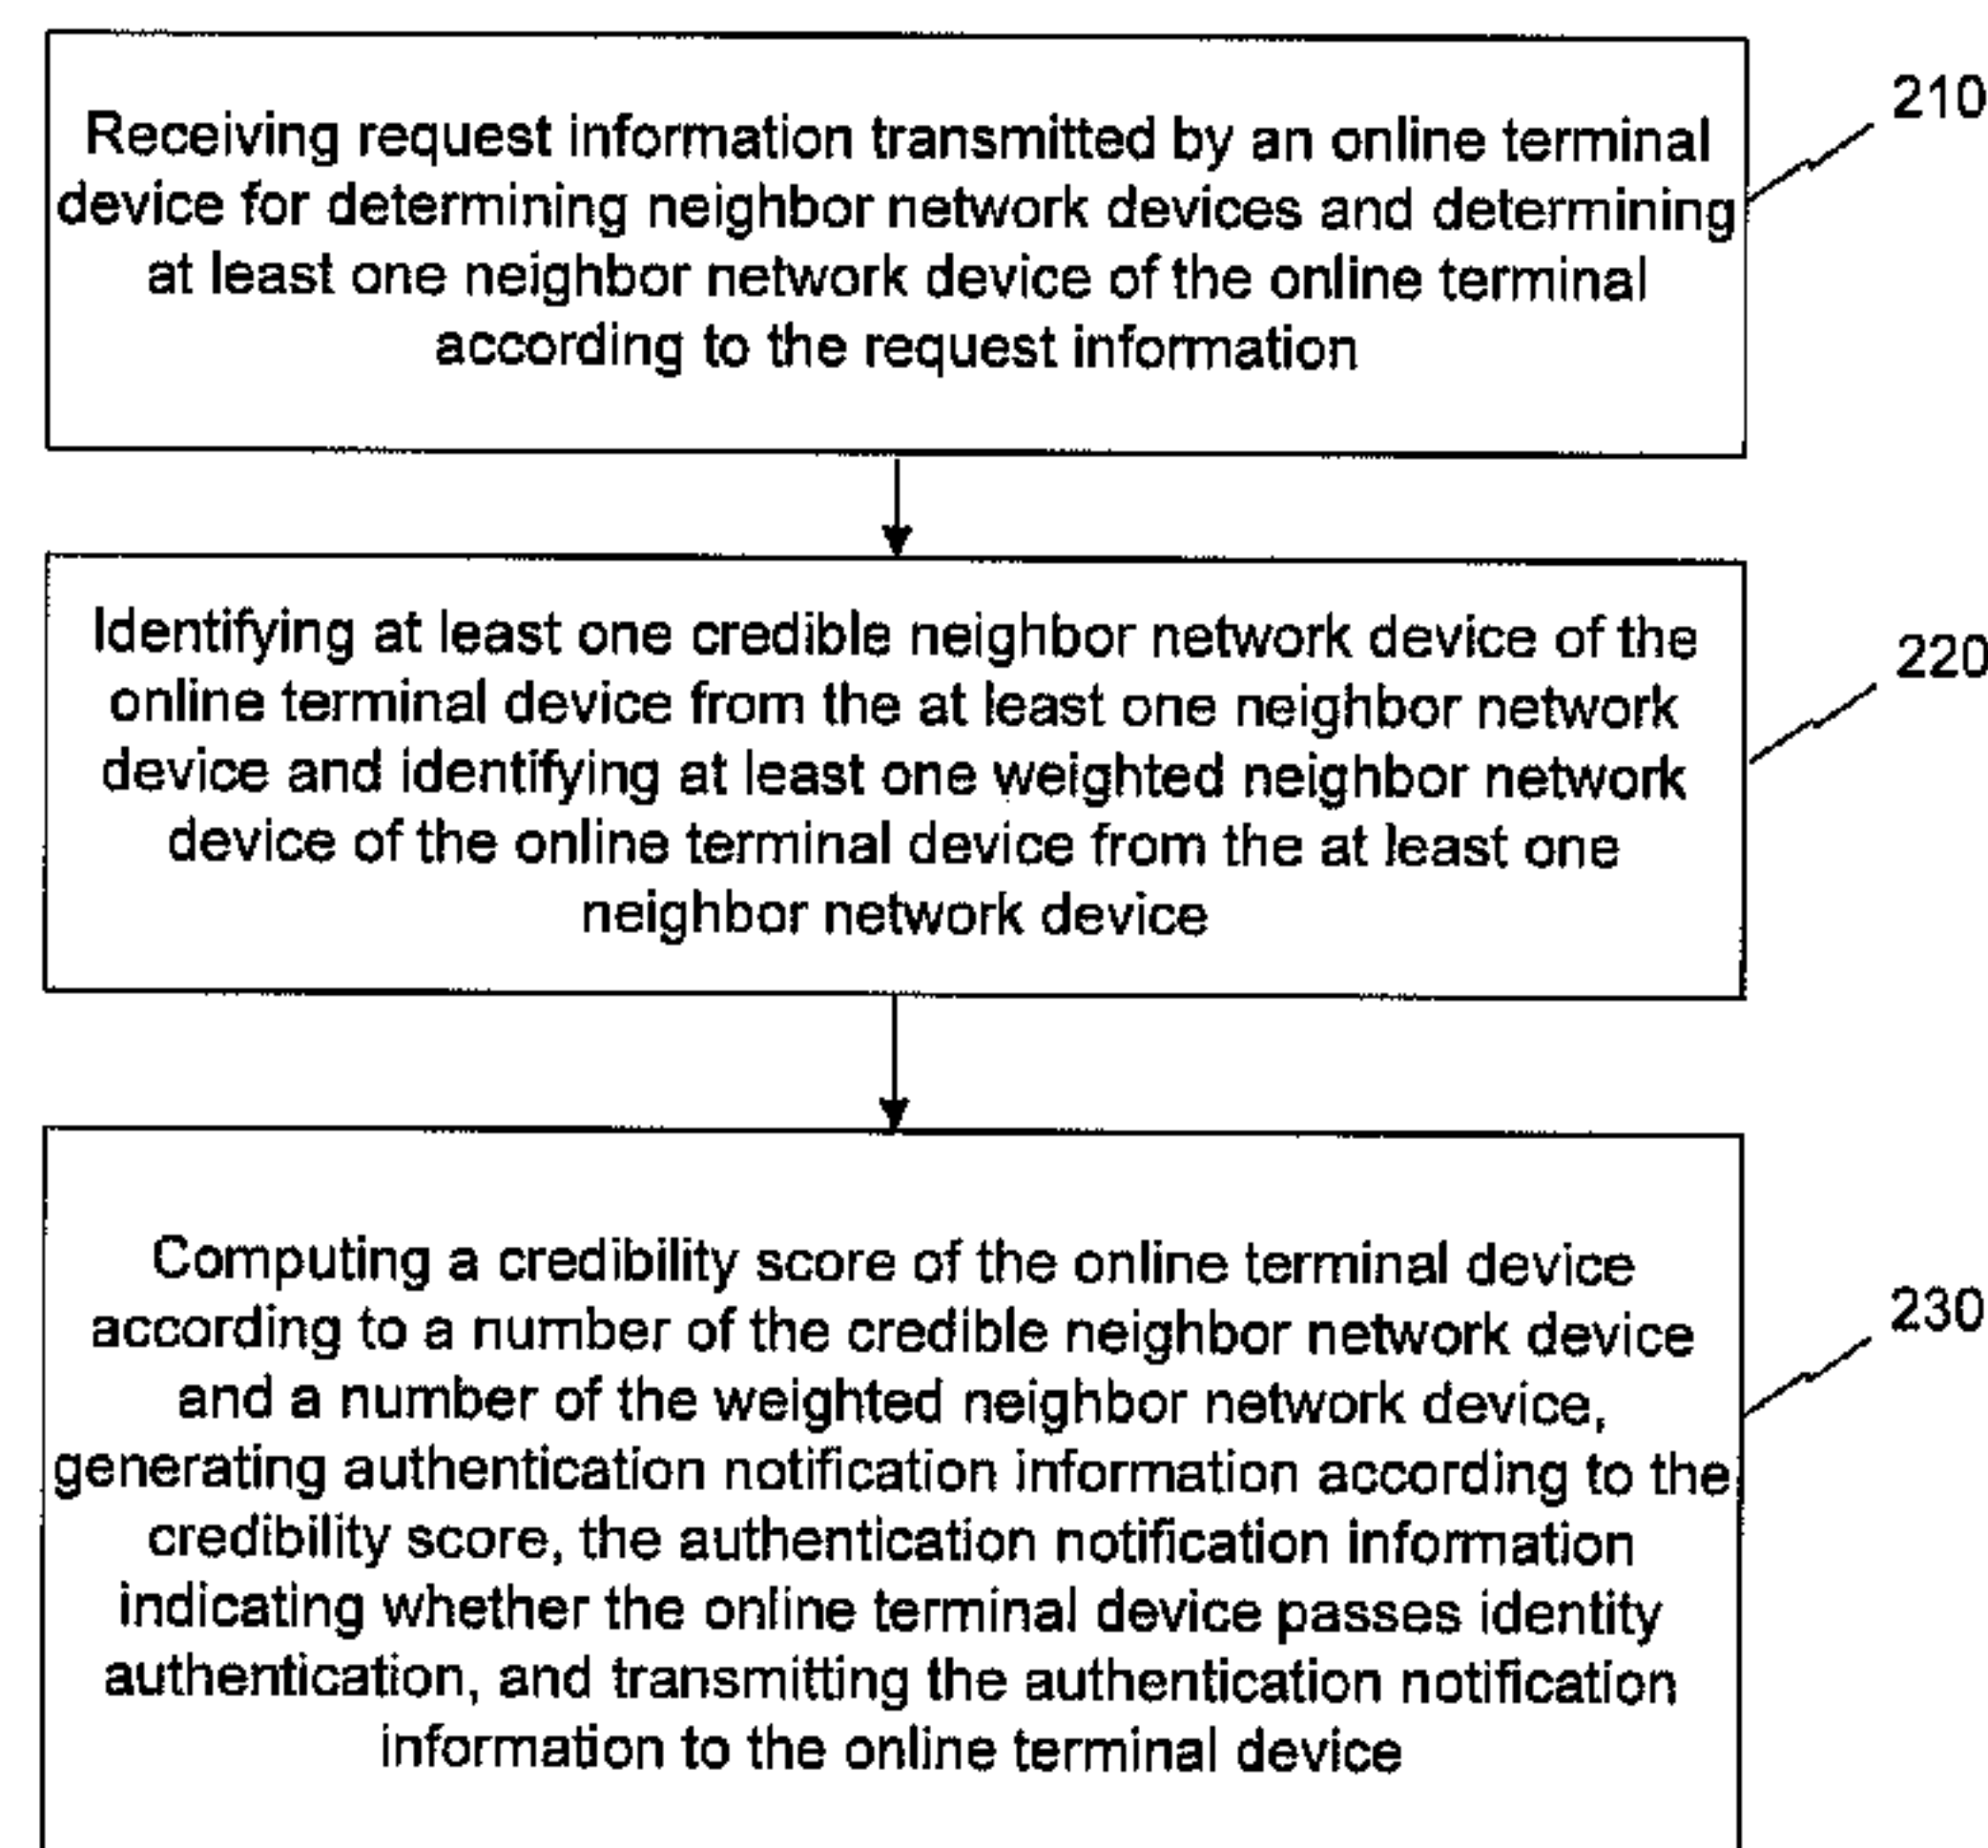 Receiving request information transmitted by an online terminal
device for determining neighbor network devices and determining
at least one neighbor network device of the online terminal
according to the request information
210
Identifying at least one credible neighbor network device of the
online terminal device from the at least one neighbor network
device and identifying at least one weighted neighbor network
device of the online terminal device from the at least one
neighbor network device
220
Computing a credibility score of the online terminal device
according to a number of the credible neighbor network device
and a number of the weighted neighbor network device,
generating authentication notification information according to the
credibility score, the authentication notification information
indicating whether the online terminal device passes identity
authentication, and transmitting the authentication notification
information to the online terminal device
230